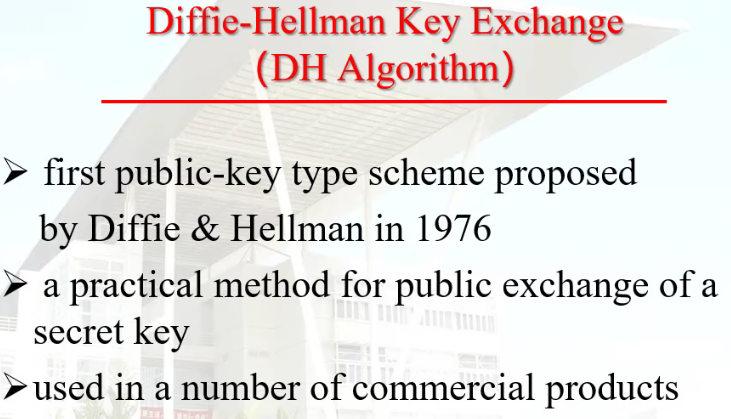 Diffie-Hellman Key Exchange
(DH Algorithm)
➢ first public-key type scheme proposed
by Diffie & Hellman in 1976
➢ a practical method for public exchange of a
secret key
➢ used in a number of commercial products